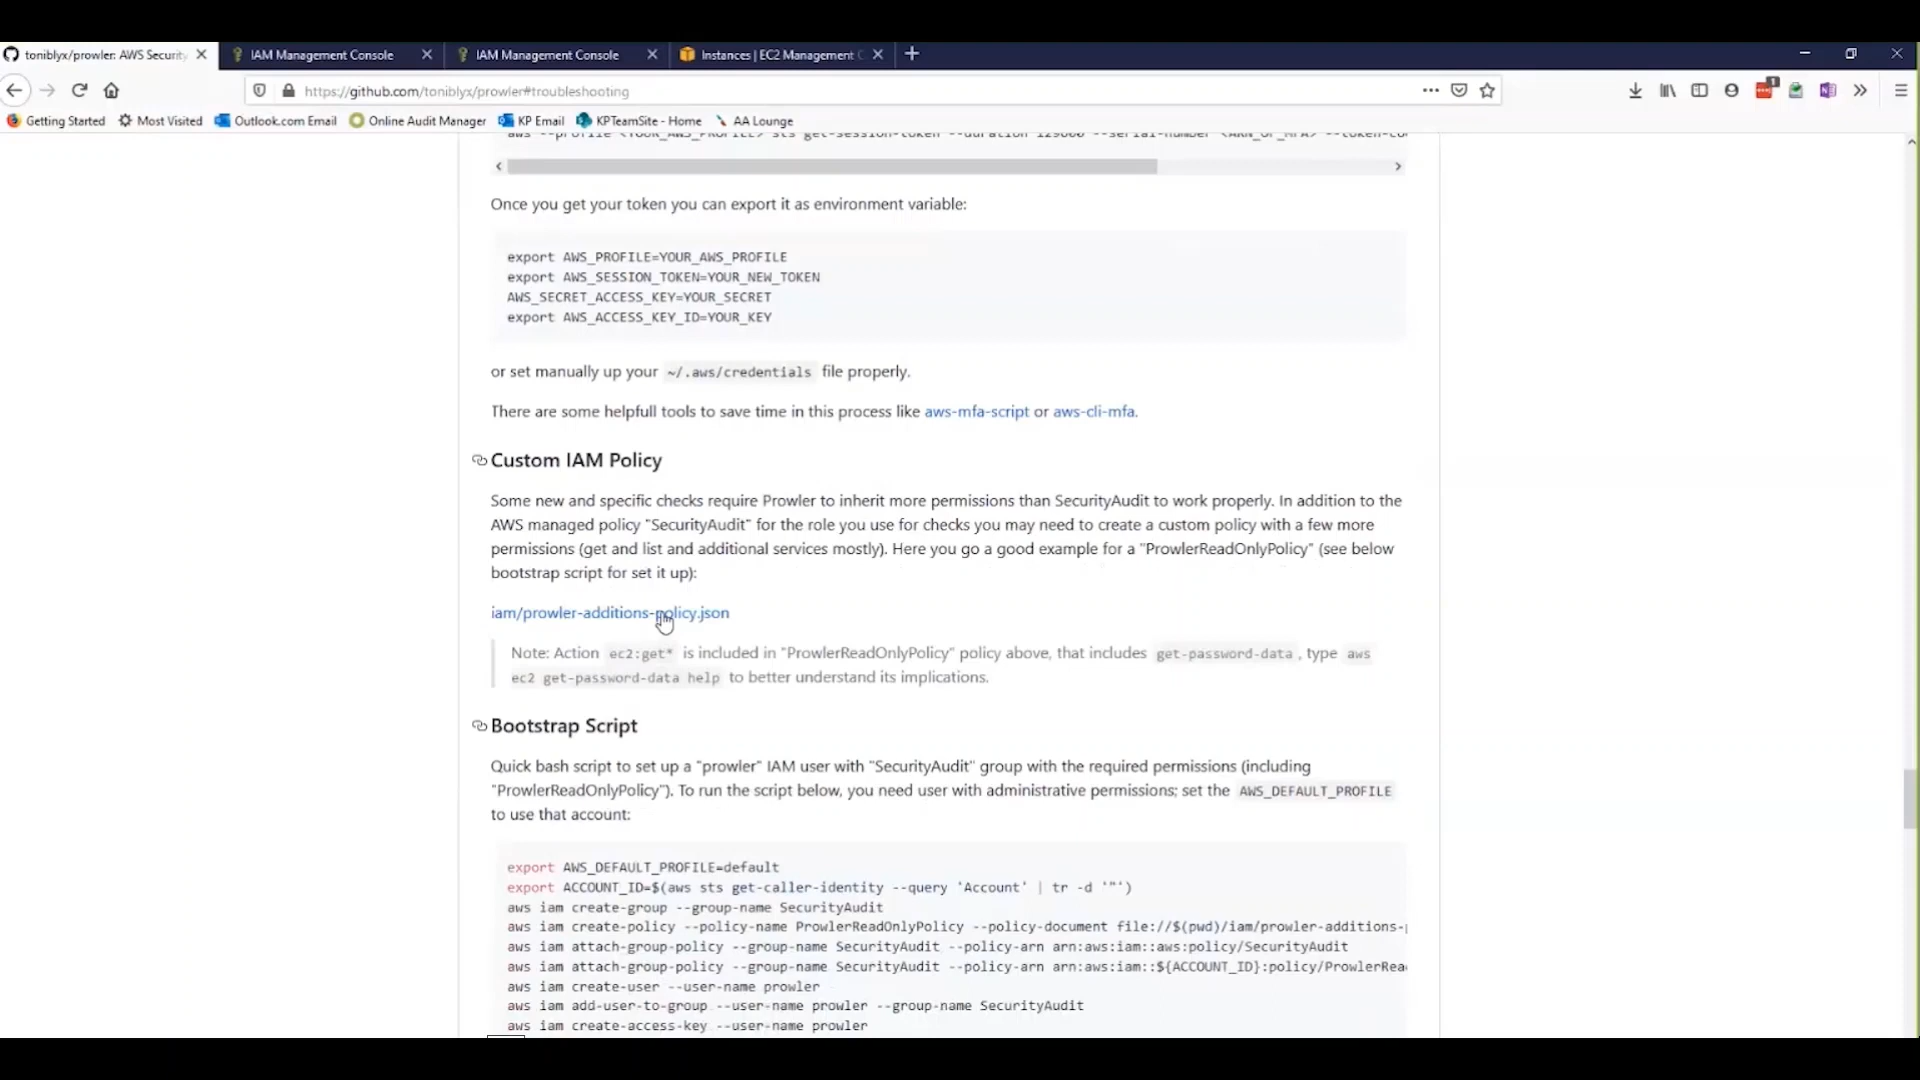 toniblyx/prowler: AWS Security
IAM Management Console
IAM Management Console
Instances | EC2 Management C
https://github.com/toniblyx/prowler#troubleshooting
1
Getting Started
Most Visited
Outlook.com Email
Online Audit Manager
KP Email
KPTeamSite - Home
AA Lounge
aws --profile <YOUR_AWS_PROFILE> sts get-session-token --duration 129600 --serial-number <ARN_OF_MFA> --token-co
Once you get your token you can export it as environment variable:
export AWS_PROFILE=YOUR_AWS_PROFILE
export AWS_SESSION_TOKEN=YOUR_NEW_TOKEN
AWS_SECRET_ACCESS_KEY=YOUR_SECRET
export AWS_ACCESS_KEY_ID=YOUR_KEY
or set manually up your ~/.aws/credentials file properly.
There are some helpfull tools to save time in this process like aws-mfa-script or aws-cli-mfa.
Custom IAM Policy
Some new and specific checks require Prowler to inherit more permissions than SecurityAudit to work properly. In addition to the
AWS managed policy "SecurityAudit" for the role you use for checks you may need to create a custom policy with a few more
permissions (get and list and additional services mostly). Here you go a good example for a "ProwlerReadOnlyPolicy" (see below
bootstrap script for set it up):
iam/prowler-additions-policy.json
Note: Action ec2:get* is included in "ProwlerReadOnlyPolicy" policy above, that includes get-password-data, type aws
ec2 get-password-data help to better understand its implications.
Bootstrap Script
Quick bash script to set up a "prowler" IAM user with "SecurityAudit" group with the required permissions (including
"ProwlerReadOnlyPolicy"). To run the script below, you need user with administrative permissions; set the AWS_DEFAULT_PROFILE
to use that account:
export AWS_DEFAULT_PROFILE=default
export ACCOUNT_ID=$(aws sts get-caller-identity --query 'Account' | tr -d '"')
aws iam create-group --group-name SecurityAudit
aws iam create-policy --policy-name ProwlerReadOnlyPolicy --policy-document file://$(pwd)/iam/prowler-additions-p
aws iam attach-group-policy --group-name SecurityAudit --policy-arn arn:aws:iam::aws:policy/SecurityAudit
aws iam attach-group-policy --group-name SecurityAudit --policy-arn arn:aws:iam::${ACCOUNT_ID}:policy/ProwlerRea
aws iam create-user --user-name prowler
aws iam add-user-to-group --user-name prowler --group-name SecurityAudit
aws iam create-access-key --user-name prowler